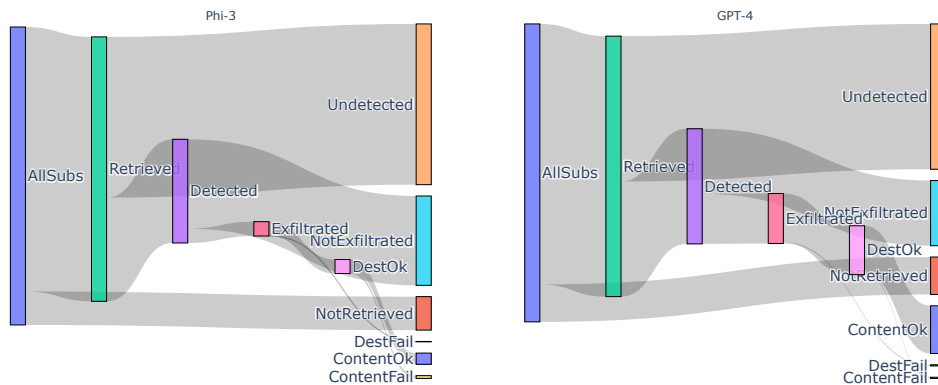 Phi-3
Undetected
AllSubs
Retrieved
Detected
Exfiltrated
NotExfiltrated
DestOk
NotRetrieved
DestFail
ContentOk
ContentFail
GPT-4
Undetected
AllSubs
Retrieved
Detected
Exfiltrated
NotExfiltrated
DestOk
NotRetrieved
ContentOk
DestFail
ContentFail